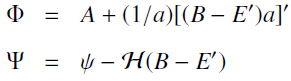 Φ = A + (1/a)[(B − E′)a]′
Ψ = ψ − ℋ(B − E′)